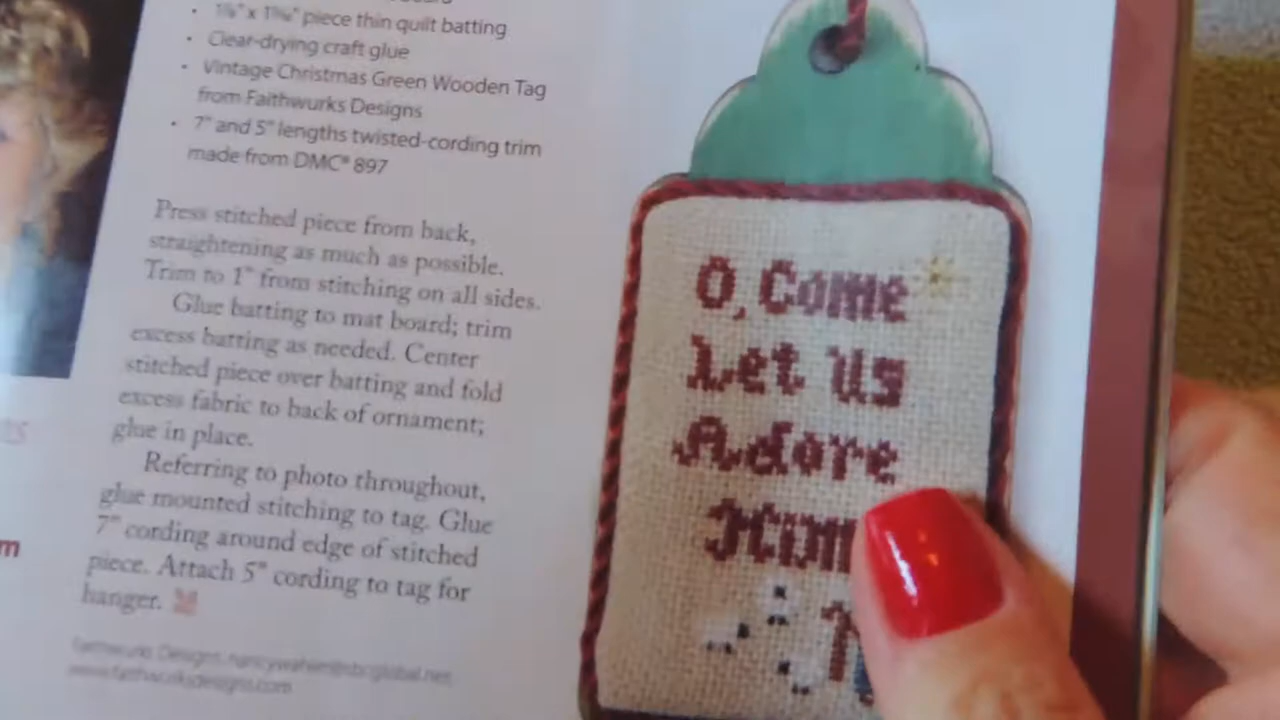 piece thin quilt batting
• Clear-drying craft glue
• Vintage Christmas Green Wooden Tag
from Faithwurks Designs
• 7" and 5" lengths twisted-cording trim
made from DMC® 897
Press stitched piece from back,
straightening as much as possible.
Trim to 1" from stitching on all sides.
Glue batting to mat board; trim
excess batting as needed. Center
stitched piece over batting and fold
excess fabric to back of ornament;
glue in place.
Referring to photo throughout,
glue mounted stitching to tag. Glue
7" cording around edge of stitched
piece. Attach 5" cording to tag for
hanger.
Faithwurks Designs,
www.faithwurksdesigns.com
O, Come
Let Us
Adore